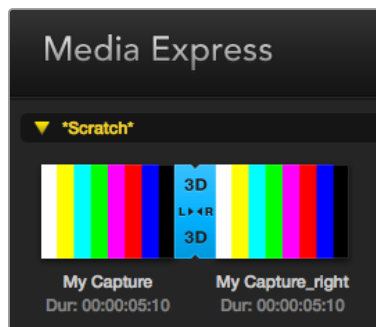 Media Express
*Scratch*
3D
L R
3D
My Capture My Capture_right
Dur: 00:00:05:10 Dur: 00:00:05:10